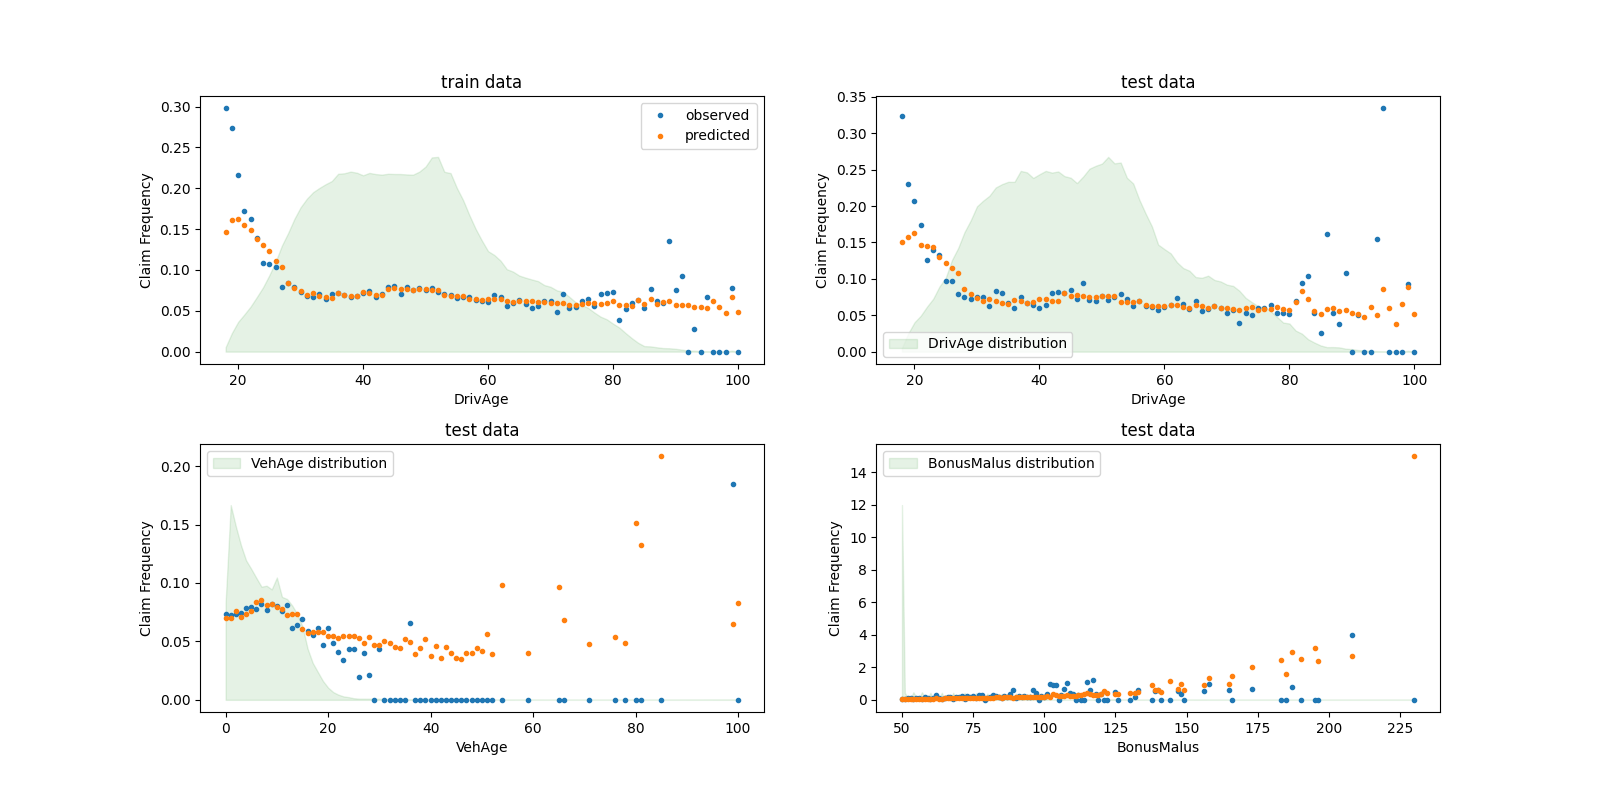 train data
0.30
0.25
0.20
0.15
0.10
0.05
0.00
Claim Frequency
observed
predicted
20 40 60 80 100
DrivAge
test data
0.35
0.30
0.25
0.20
0.15
0.10
0.05
0.00
Claim Frequency
DrivAge distribution
20 40 60 80 100
DrivAge
test data
0.20
0.15
0.10
0.05
0.00
Claim Frequency
VehAge distribution
0 20 40 60 80 100
VehAge
test data
14
12
10
8
6
4
2
0
Claim Frequency
BonusMalus distribution
50 75 100 125 150 175 200 225
BonusMalus